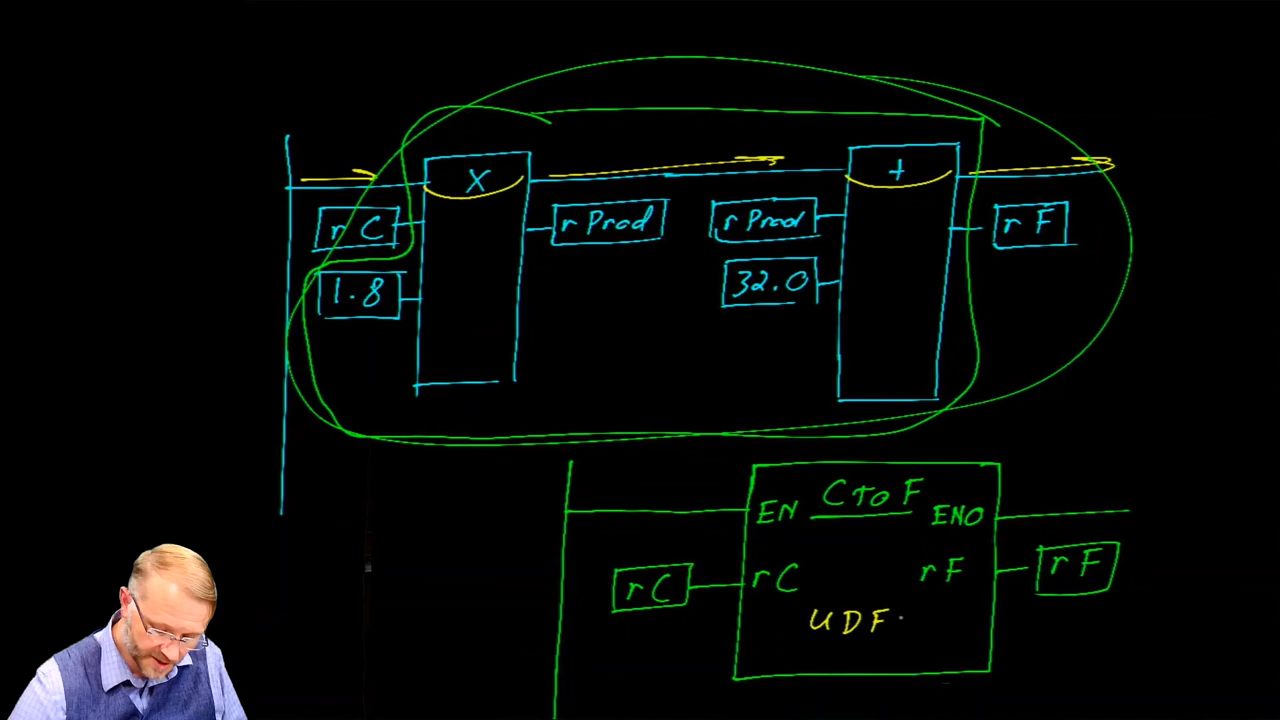 X
+
r C
r Prod
r Prod
r F
1.8
32.0
C TO F
EN
ENO
r C
r C
r F
r F
UDF.